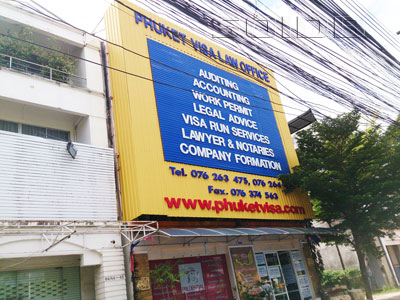 PHUKET VISA LAW OFFICE
AUDITING
ACCOUNTING
WORK PERMIT
LEGAL ADVICE
VISA RUN SERVICES
LAWYER & NOTARIES
COMPANY FORMATION
Tel. 076 263 475, 076 264
Fax. 076 374 563
www.phuketvisa.com